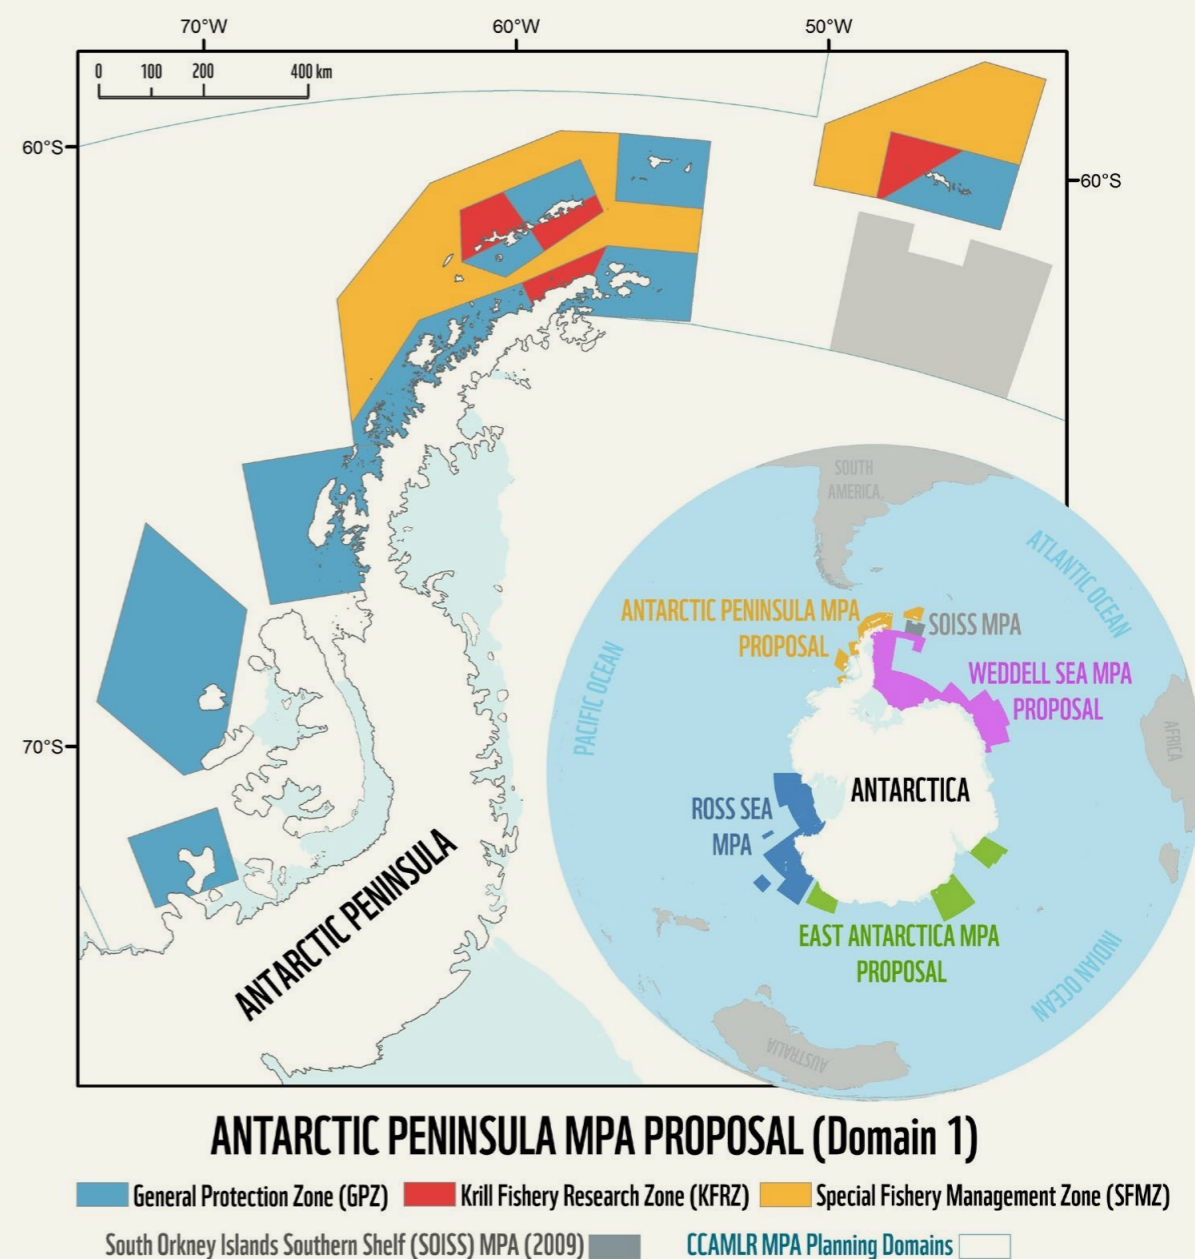 70°W 60°W 50°W
0 100 200 400 km
60°S
60°S
70°S
ANTARCTIC PENINSULA
SOUTH
AMERICA
ATLANTIC OCEAN
ANTARCTIC PENINSULA MPA
PROPOSAL
SOISS MPA
PACIFIC OCEAN
WEDDELL SEA MPA
PROPOSAL
AFRICA
ANTARCTICA
ROSS SEA
MPA
EAST ANTARCTICA MPA
PROPOSAL
INDIAN OCEAN
AUSTRALIA
ANTARCTIC PENINSULA MPA PROPOSAL (Domain 1)
General Protection Zone (GPZ) Krill Fishery Research Zone (KFRZ) Special Fishery Management Zone (SFMZ)
South Orkney Islands Southern Shelf (SOISS) MPA (2009) CCAMLR MPA Planning Domains